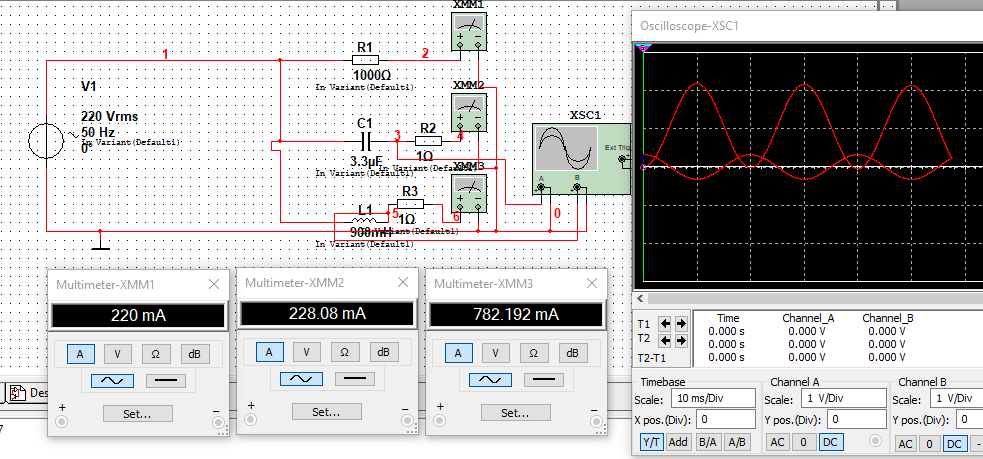 XMM1
Oscilloscope-XSC1
1
R1
2
1000Ω
In Variant(Default1)
V1
XMM2
220 Vrms
50 Hz
0°
In Variant(Default1)
C1
3
R2
4
3.3µF
1Ω
In Variant(Default1)
In Variant(Default1)
XSC1
Ext Trig
A
B
XMM3
R3
L1
5
1Ω
6
0
900mH
In Variant(Default1)
In Variant(Default1)
Multimeter-XMM1
220 mA
A V Ω dB
+
Set...
−
Multimeter-XMM2
228.08 mA
A V Ω dB
+
Set...
−
Multimeter-XMM3
782.192 mA
A V Ω dB
+
Set...
−
Des
7
Time Channel_A Channel_B
T1 0.000 s 0.000 V 0.000 V
T2 0.000 s 0.000 V 0.000 V
T2-T1 0.000 s 0.000 V 0.000 V
Timebase
Scale: 10 ms/Div
X pos.(Div): 0
Y/T Add B/A A/B
Channel A
Scale: 1 V/Div
Y pos.(Div): 0
AC 0 DC
Channel B
Scale: 1 V/Div
Y pos.(Div): 0
AC 0 DC -